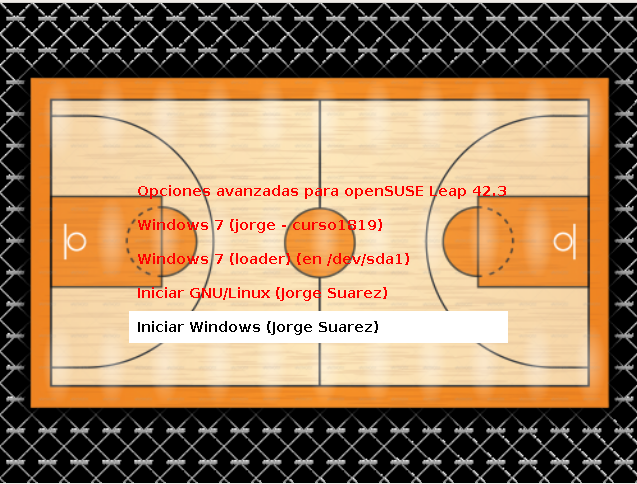 Opciones avanzadas para openSUSE Leap 42.3
Windows 7 (jorge - curso1819)
Windows 7 (loader) (en /dev/sda1)
Iniciar GNU/Linux (Jorge Suarez)
Iniciar Windows (Jorge Suarez)